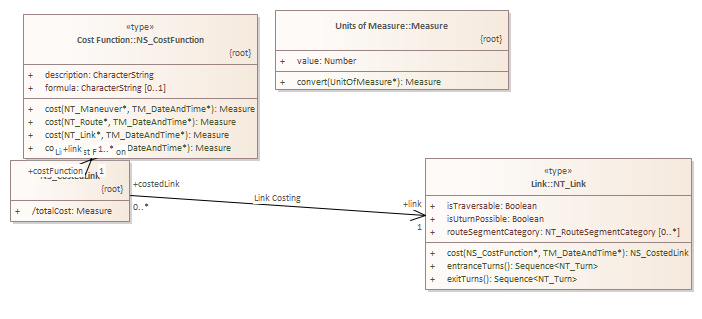 «type»
Cost Function::NS_CostFunction
{root}
+ description: CharacterString
+ formula: CharacterString [0..1]
+ cost(NT_Maneuver*, TM_DateAndTime*): Measure
+ cost(NT_Route*, TM_DateAndTime*): Measure
+ cost(NT_Link*, TM_DateAndTime*): Measure
+ co DateAndTime*): Measure
Li +link st F 1..* on
Units of Measure::Measure
{root}
+ value: Number
+ convert(UnitOfMeasure*): Measure
+costFunction 1
NS_CostedLink
{root}
+ /totalCost: Measure
+costedLink
0..*
Link Costing
+link
1
«type»
Link::NT_Link
+ isTraversable: Boolean
+ isUturnPossible: Boolean
+ routeSegmentCategory: NT_RouteSegmentCategory [0..*]
+ cost(NS_CostFunction*, TM_DateAndTime*): NS_CostedLink
+ entranceTurns(): Sequence<NT_Turn>
+ exitTurns(): Sequence<NT_Turn>